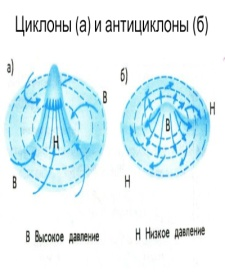 Циклоны (а) и антициклоны (б)
а)
б)
В
В
Н
В
Н
Н
В Высокое давление
Н Низкое давление